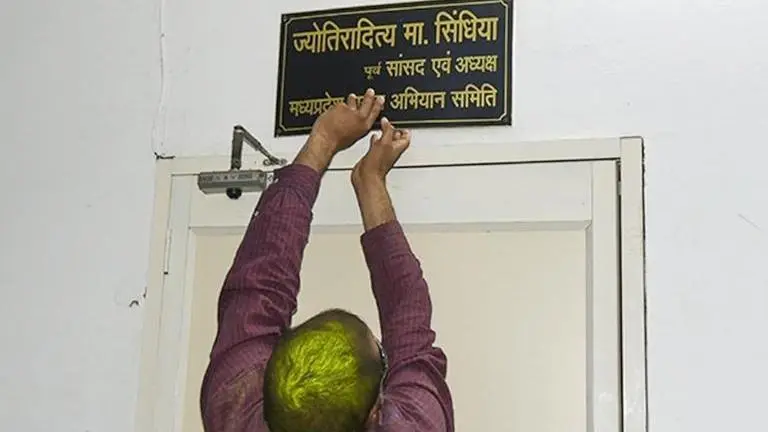 ज्योतिरादित्य मा. सिंधिया
पूर्व सांसद एवं अध्यक्ष
मध्यप्रदेश अभियान समिति